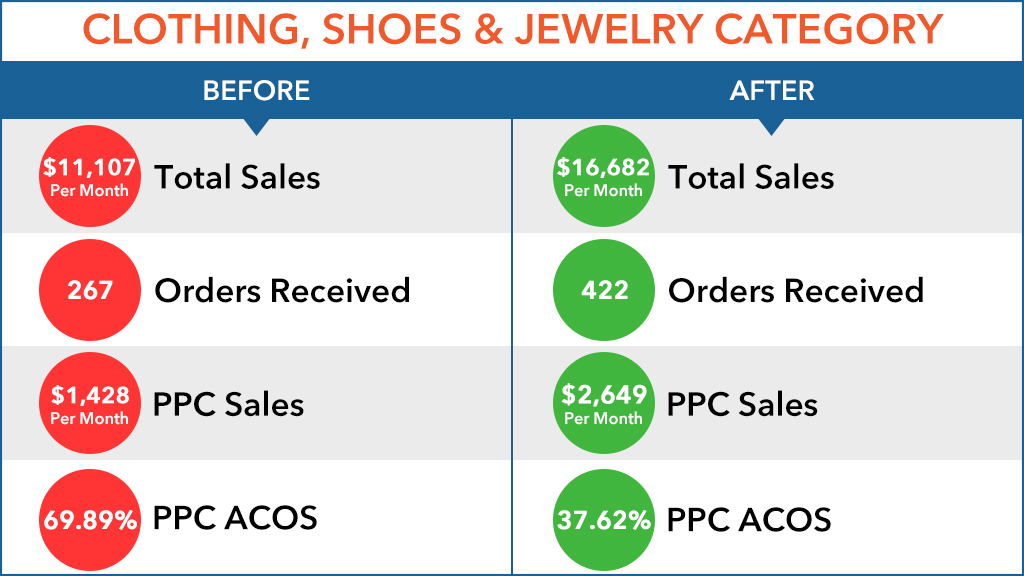 CLOTHING, SHOES & JEWELRY CATEGORY
BEFORE
AFTER
$11,107
Per Month
Total Sales
$16,682
Per Month
Total Sales
267
Orders Received
422
Orders Received
$1,428
Per Month
PPC Sales
$2,649
Per Month
PPC Sales
69.89%
PPC ACOS
37.62%
PPC ACOS